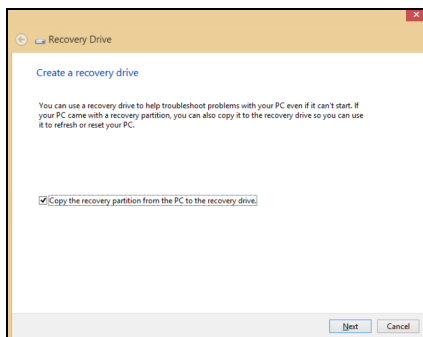 Recovery Drive
Create a recovery drive
You can use a recovery drive to help troubleshoot problems with your PC even if it can't start. If
your PC came with a recovery partition, you can also copy it to the recovery drive so you can use
it to refresh or reset your PC.
Copy the recovery partition from the PC to the recovery drive.
Next Cancel